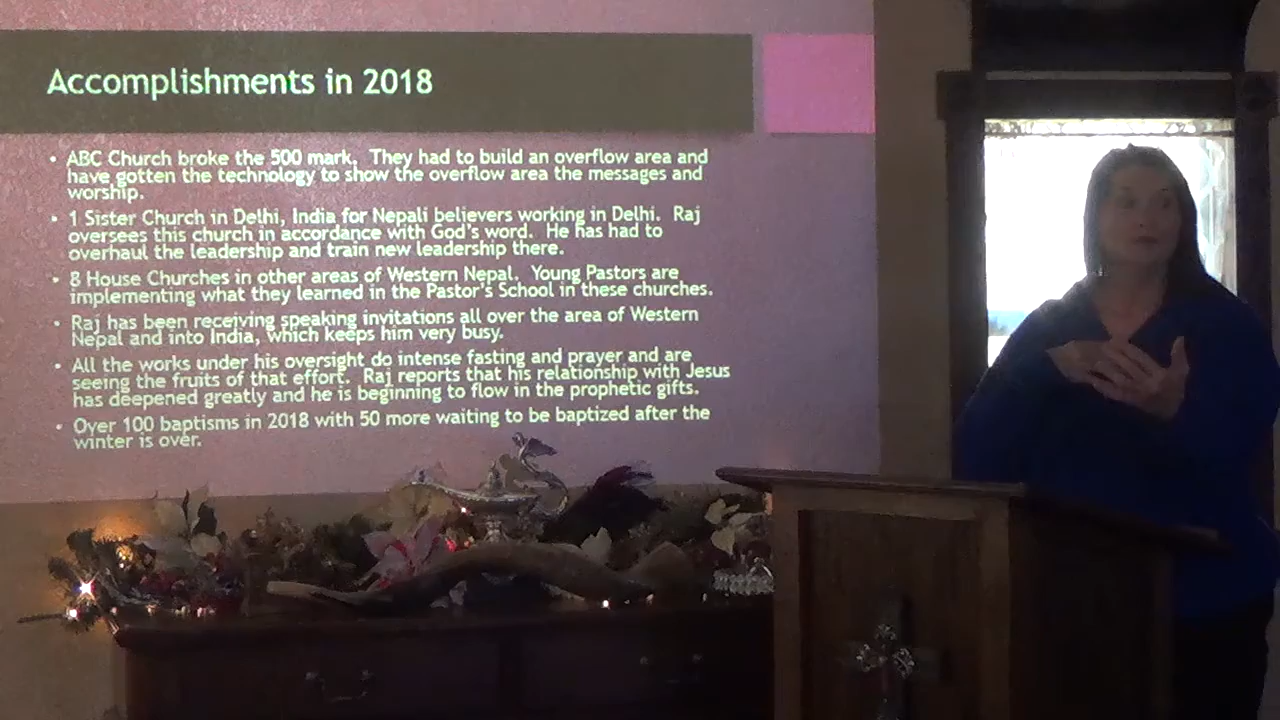 Accomplishments in 2018
• ABC Church broke the 500 mark. They had to build an overflow area and
have gotten the technology to show the overflow area the messages and
worship.
• 1 Sister Church in Delhi, India for Nepali believers working in Delhi. Raj
oversees this church in accordance with God's word. He has had to
overhaul the leadership and train new leadership there.
• 8 House Churches in other areas of Western Nepal. Young Pastors are
implementing what they learned in the Pastor's School in these churches.
• Raj has been receiving speaking invitations all over the area of Western
Nepal and into India, which keeps him very busy.
• All the works under his oversight do intense fasting and prayer and are
seeing the fruits of that effort. Raj reports that his relationship with Jesus
has deepened greatly and he is beginning to flow in the prophetic gifts.
• Over 100 baptisms in 2018 with 50 more waiting to be baptized after the
winter is over.